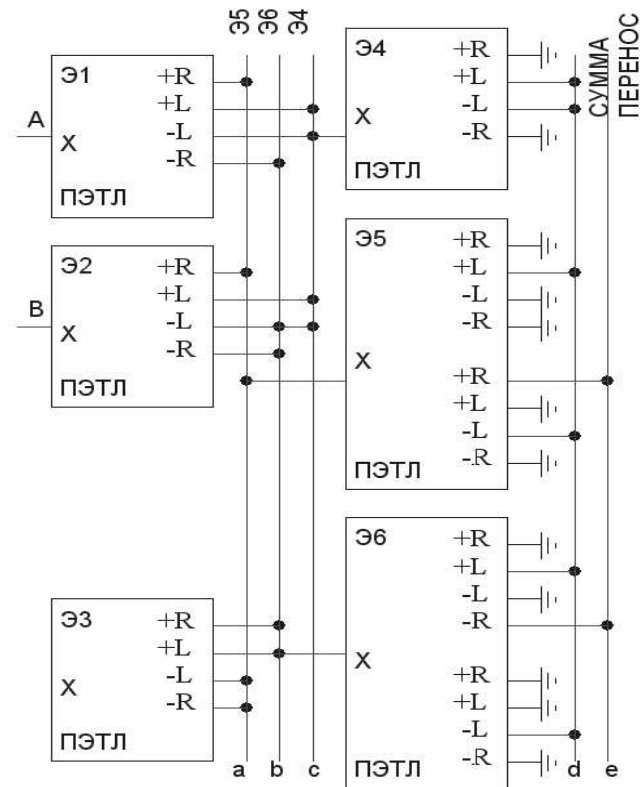 Э5 Э6 Э4
СУММА
ПЕРЕНОС
A
Э1
X
ПЭТЛ
+R
+L
-L
-R
B
Э2
X
ПЭТЛ
+R
+L
-L
-R
Э3
X
ПЭТЛ
+R
+L
-L
-R
Э4
X
ПЭТЛ
+R
+L
-L
-R
Э5
X
ПЭТЛ
+R
+L
-L
-R
+R
+L
-L
-R
Э6
X
ПЭТЛ
+R
+L
-L
-R
+R
+L
-L
-R
a b c d e